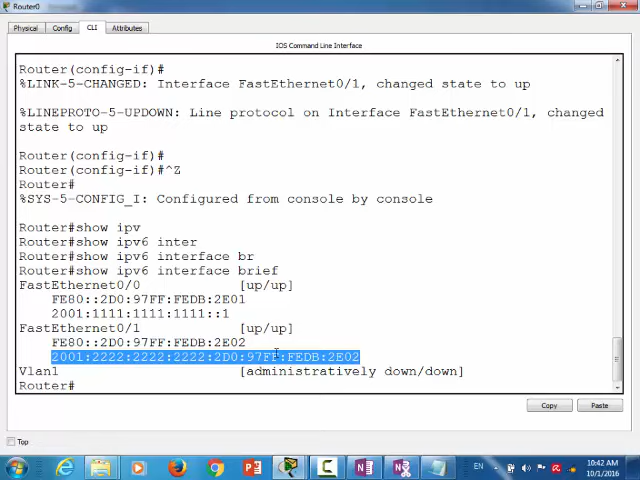 Router0
Physical Config CLI Attributes
IOS Command Line Interface
Router(config-if)#
%LINK-5-CHANGED: Interface FastEthernet0/1, changed state to up
%LINEPROTO-5-UPDOWN: Line protocol on Interface FastEthernet0/1, changed
state to up
Router(config-if)#
Router(config-if)#^Z
Router#
%SYS-5-CONFIG_I: Configured from console by console
Router#show ipv
Router#show ipv6 inter
Router#show ipv6 interface br
Router#show ipv6 interface brief
FastEthernet0/0 [up/up]
FE80::2D0:97FF:FEDB:2E01
2001:1111:1111:1111::1
FastEthernet0/1 [up/up]
FE80::2D0:97FF:FEDB:2E02
2001:2222:2222:2222:2D0:97FF:FEDB:2E02
Vlan1 [administratively down/down]
Router#
Copy Paste
Top
EN 10:42 AM
10/1/2016